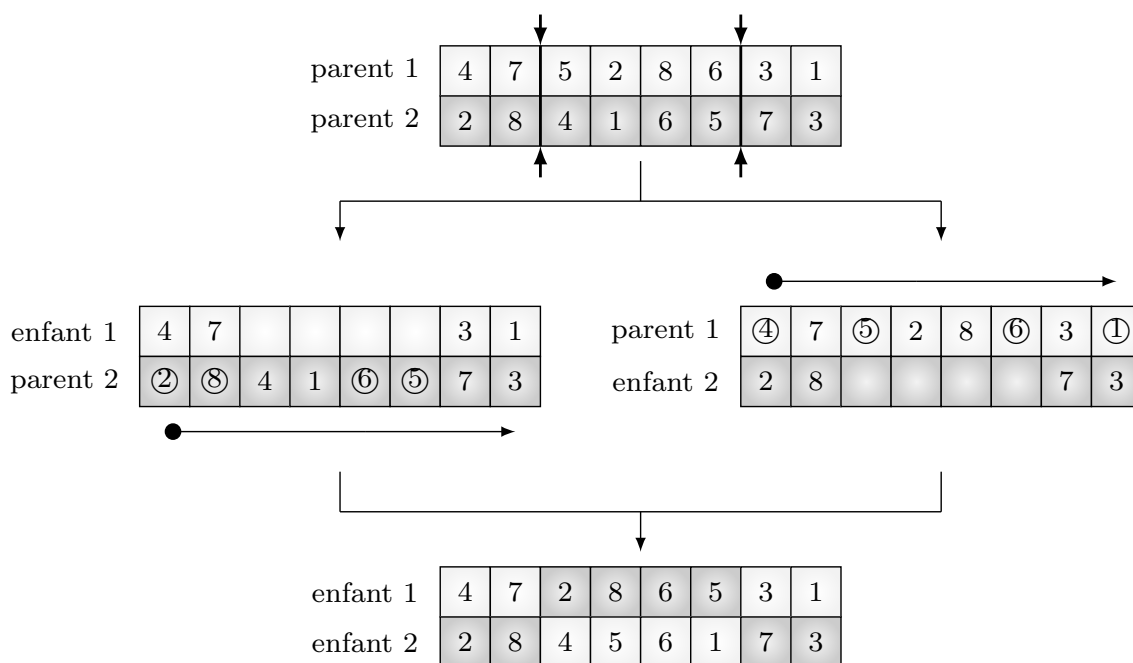 parent 1 4 7 5 2 8 6 3 1
parent 2 2 8 4 1 6 5 7 3
enfant 1 4 7 3 1
parent 2 ② ⑧ 4 1 ⑥ ⑤ 7 3
parent 1 ④ 7 ⑤ 2 8 ⑥ 3 ①
enfant 2 2 8 7 3
enfant 1 4 7 2 8 6 5 3 1
enfant 2 2 8 4 5 6 1 7 3